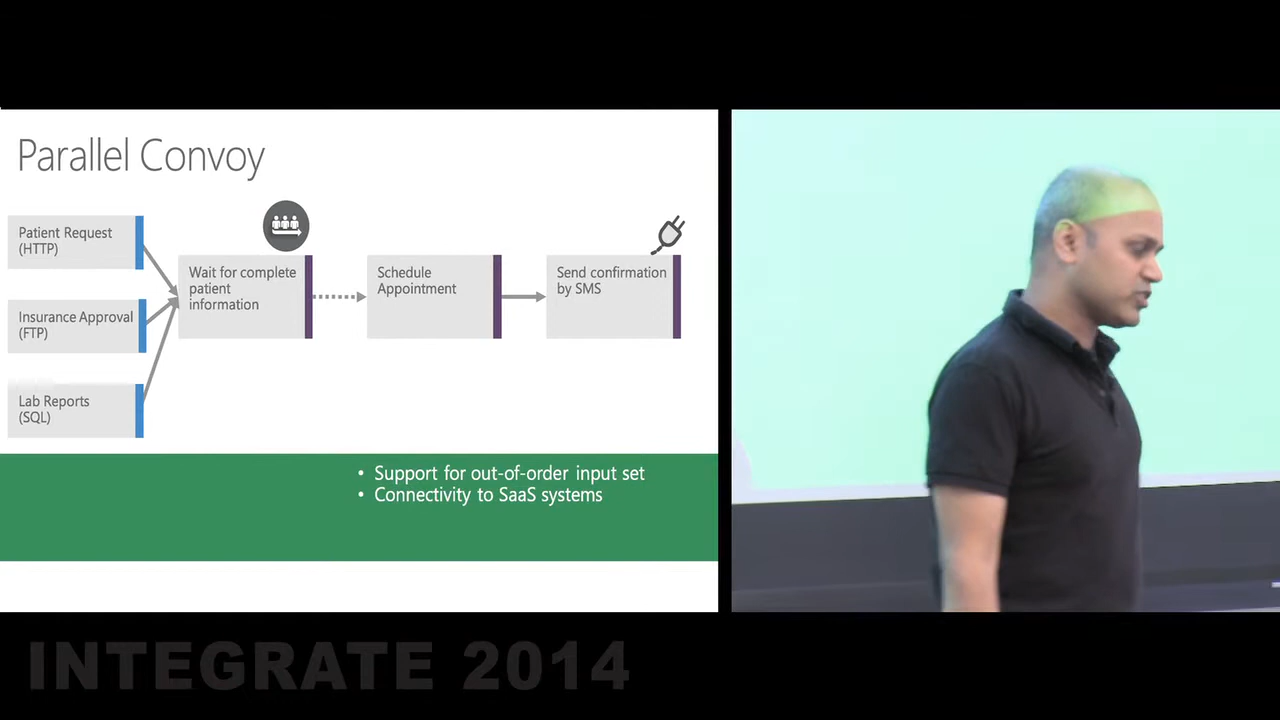 Parallel Convoy
Patient Request
(HTTP)
Insurance Approval
(FTP)
Lab Reports
(SQL)
Wait for complete
patient
information
Schedule
Appointment
Send confirmation
by SMS
• Support for out-of-order input set
• Connectivity to SaaS systems
INTEGRATE 2014